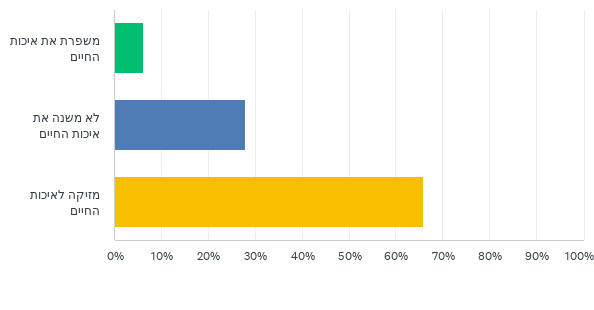 משפרת את איכות
החיים
לא משנה את
איכות החיים
מזיקה לאיכות
החיים
0% 10% 20% 30% 40% 50% 60% 70% 80% 90% 100%